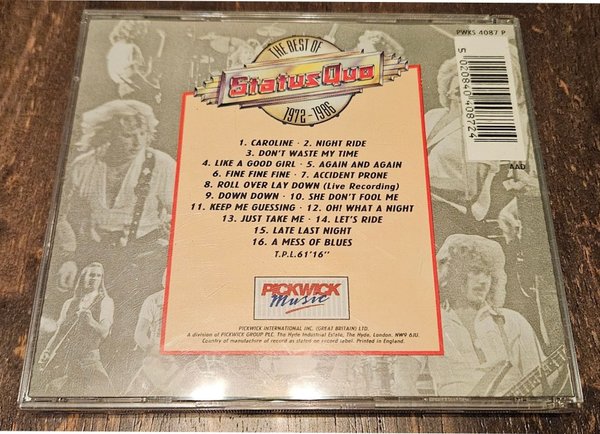 PWKS 4087 P
THE BEST OF
Status Quo
1972-1986
5 020840 408724
AAD
1. CAROLINE · 2. NIGHT RIDE
3. DON'T WASTE MY TIME
4. LIKE A GOOD GIRL · 5. AGAIN AND AGAIN
6. FINE FINE FINE · 7. ACCIDENT PRONE
8. ROLL OVER LAY DOWN (Live Recording)
9. DOWN DOWN · 10. SHE DON'T FOOL ME
11. KEEP ME GUESSING · 12. OH! WHAT A NIGHT
13. JUST TAKE ME · 14. LET'S RIDE
15. LATE LAST NIGHT
16. A MESS OF BLUES
T.P.L.61'16"
PICKWICK
Music
PICKWICK INTERNATIONAL INC. (GREAT BRITAIN) LTD.
A division of PICKWICK GROUP PLC, The Hyde Industrial Estate, The Hyde, London, NW9 6JU.
Country of manufacture of record as stated on record label. Printed in England.